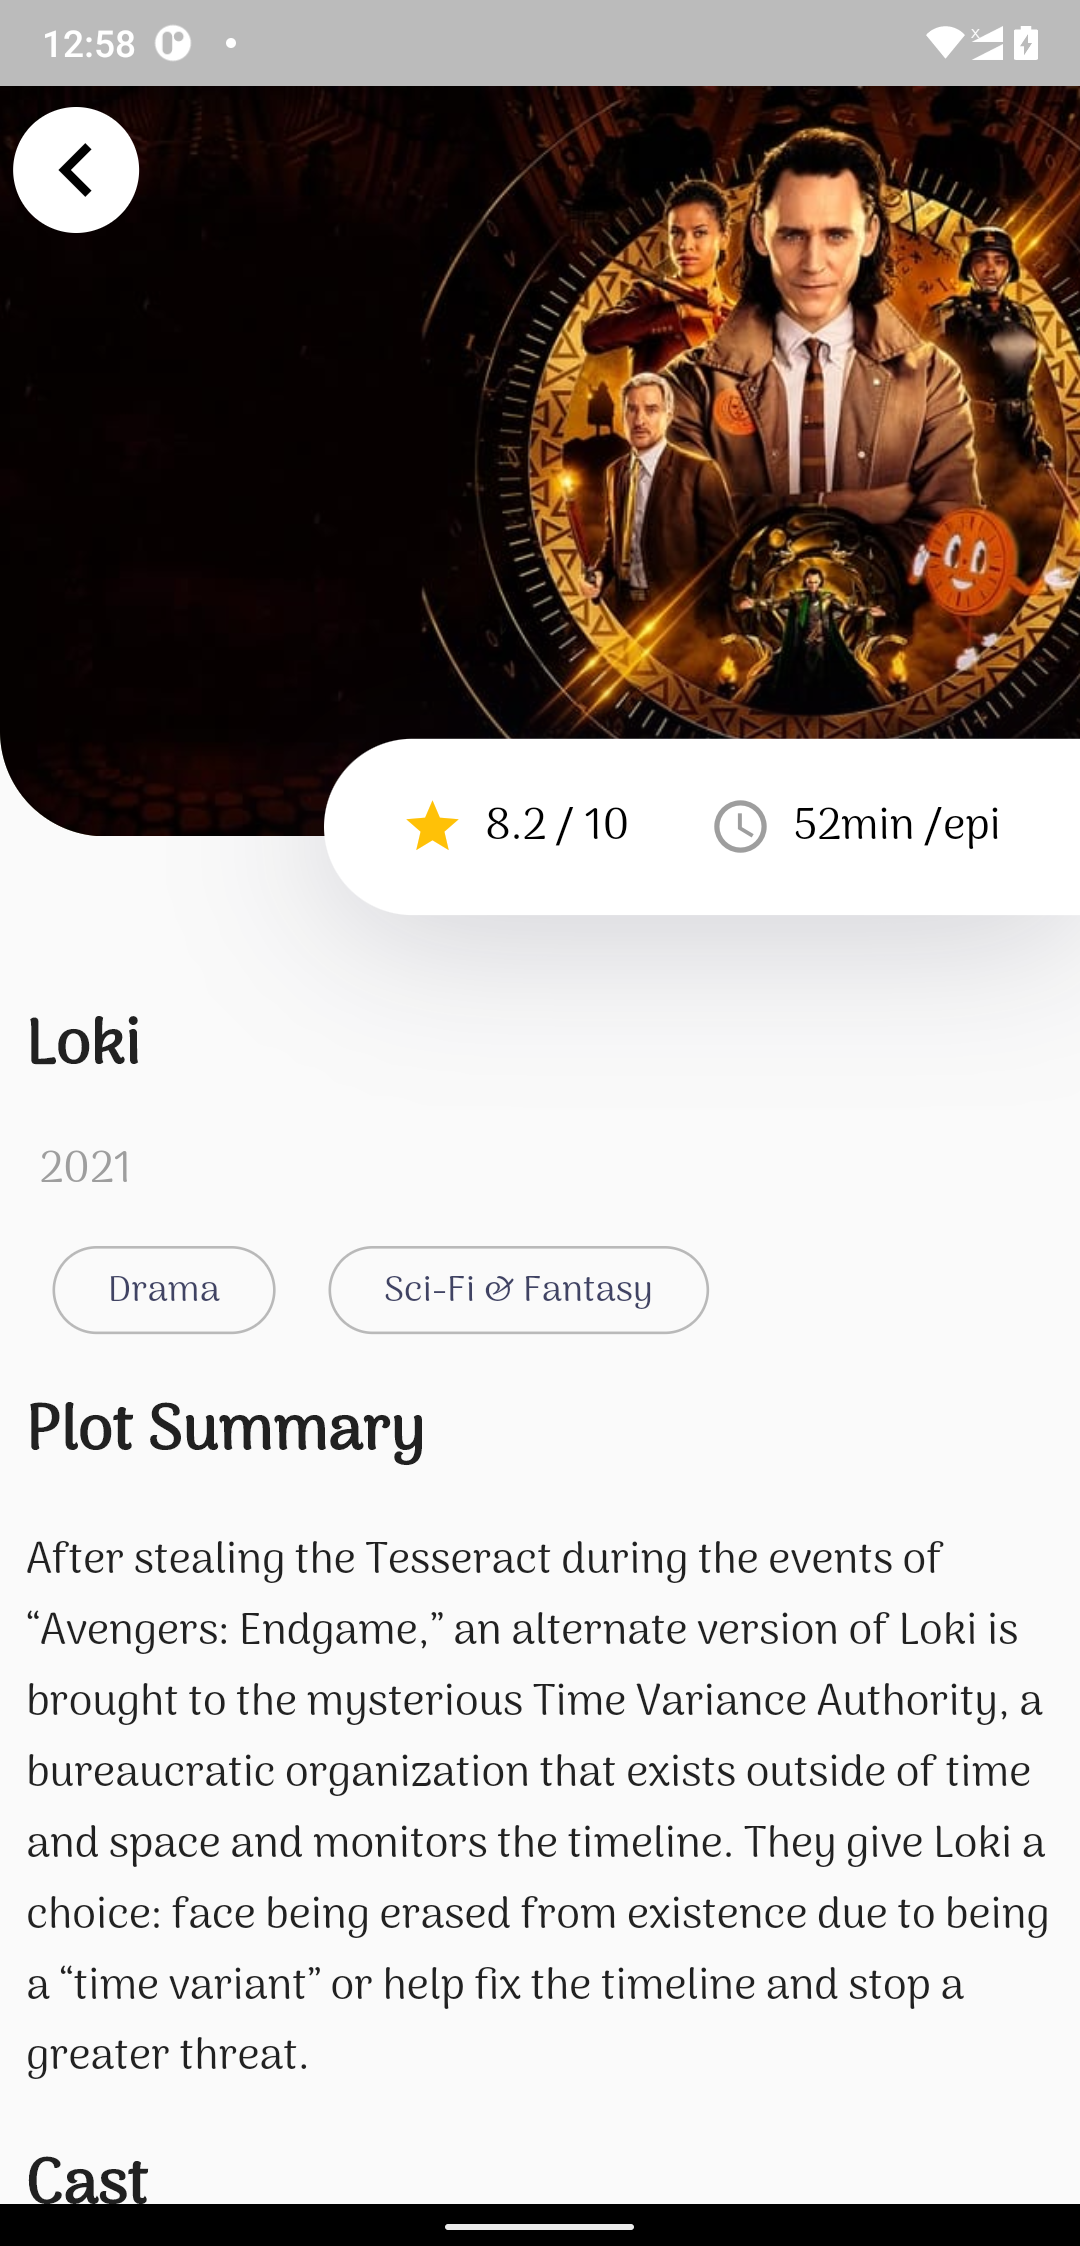 12:58
8.2 / 10
52min /epi
Loki
2021
Drama
Sci-Fi & Fantasy
Plot Summary
After stealing the Tesseract during the events of
“Avengers: Endgame,” an alternate version of Loki is
brought to the mysterious Time Variance Authority, a
bureaucratic organization that exists outside of time
and space and monitors the timeline. They give Loki a
choice: face being erased from existence due to being
a “time variant” or help fix the timeline and stop a
greater threat.
Cast